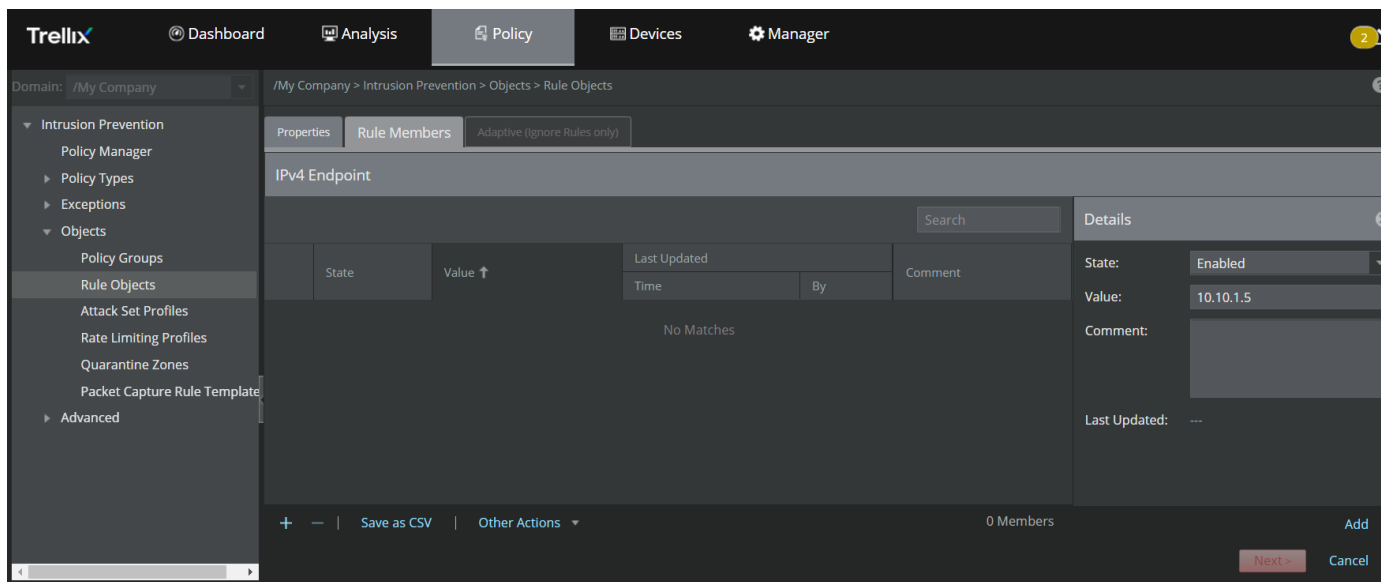 Trellix
Dashboard
Analysis
Policy
Devices
Manager
2
Domain: /My Company
/My Company > Intrusion Prevention > Objects > Rule Objects
Intrusion Prevention
Policy Manager
Policy Types
Exceptions
Objects
Policy Groups
Rule Objects
Attack Set Profiles
Rate Limiting Profiles
Quarantine Zones
Packet Capture Rule Template
Advanced
Properties
Rule Members
Adaptive (Ignore Rules only)
IPv4 Endpoint
Search
State
Value
Last Updated
Time
By
Comment
No Matches
Details
State: Enabled
Value: 10.10.1.5
Comment:
Last Updated: ---
+ — | Save as CSV | Other Actions
0 Members
Add
Next >
Cancel